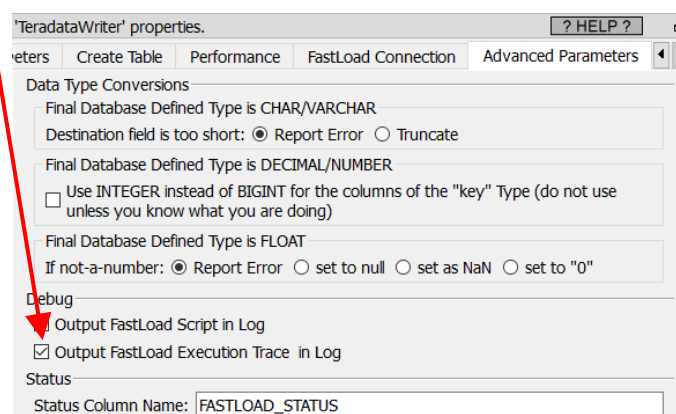 'TeradataWriter' properties.
? HELP ?
Create Table Performance FastLoad Connection Advanced Parameters
Data Type Conversions
Final Database Defined Type is CHAR/VARCHAR
Destination field is too short: Report Error Truncate
Final Database Defined Type is DECIMAL/NUMBER
Use INTEGER instead of BIGINT for the columns of the "key" Type (do not use
unless you know what you are doing)
Final Database Defined Type is FLOAT
If not-a-number: Report Error set to null set as NaN set to "0"
Debug
Output FastLoad Script in Log
Output FastLoad Execution Trace in Log
Status
Status Column Name: FASTLOAD_STATUS